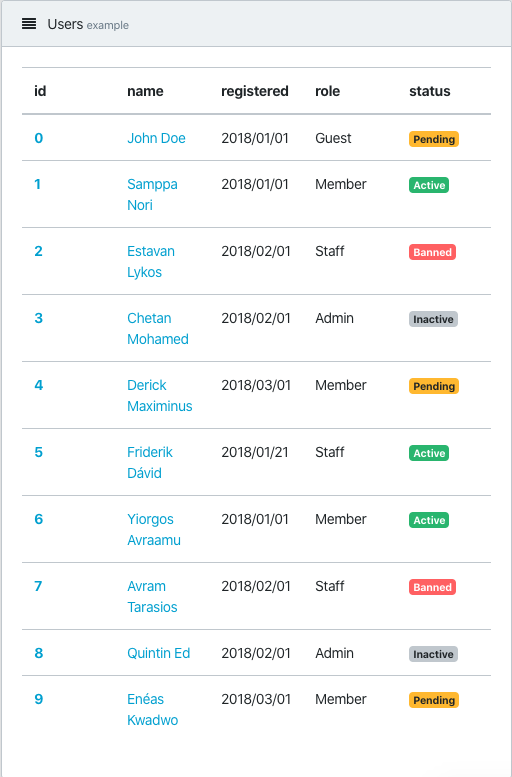 Users example
id name registered role status
0 John Doe 2018/01/01 Guest Pending
1 Samppa 2018/01/01 Member Active
Nori
2 Estavan 2018/02/01 Staff Banned
Lykos
3 Chetan 2018/02/01 Admin Inactive
Mohamed
4 Derick 2018/03/01 Member Pending
Maximinus
5 Friderik 2018/01/21 Staff Active
Dávid
6 Yiorgos 2018/01/01 Member Active
Avraamu
7 Avram 2018/02/01 Staff Banned
Tarasios
8 Quintin Ed 2018/02/01 Admin Inactive
9 Enéas 2018/03/01 Member Pending
Kwadwo